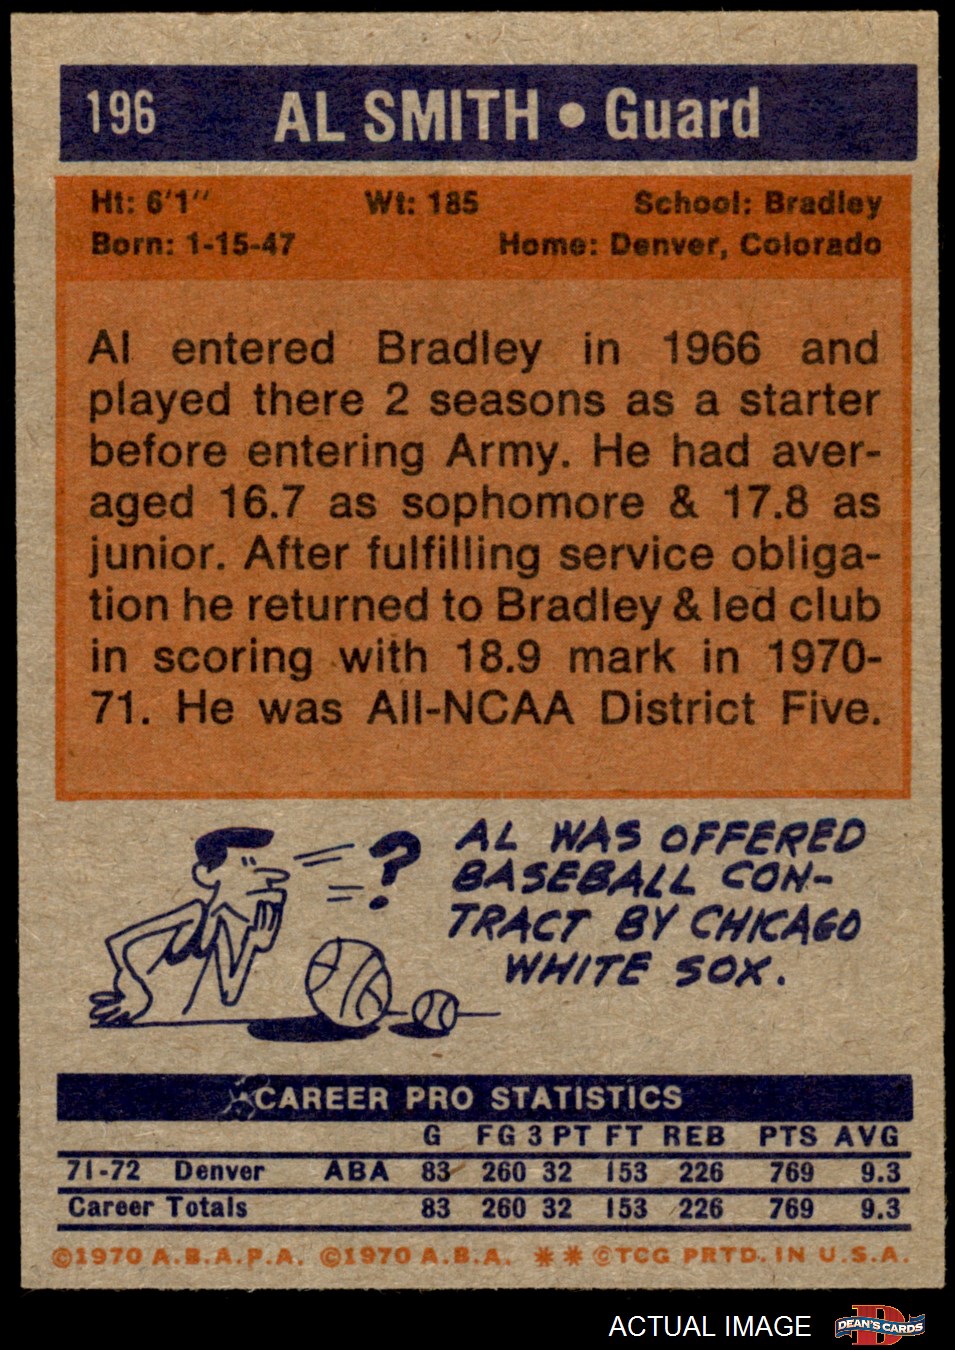 196 AL SMITH • Guard
Ht: 6'1" Wt: 185 School: Bradley
Born: 1-15-47 Home: Denver, Colorado
Al entered Bradley in 1966 and
played there 2 seasons as a starter
before entering Army. He had aver-
aged 16.7 as sophomore & 17.8 as
junior. After fulfilling service obliga-
tion he returned to Bradley & led club
in scoring with 18.9 mark in 1970-
71. He was All-NCAA District Five.
?
AL WAS OFFERED
BASEBALL CON-
TRACT BY CHICAGO
WHITE SOX.
CAREER PRO STATISTICS
G FG 3 PT FT REB PTS AVG
71-72 Denver ABA 83 260 32 153 226 769 9.3
Career Totals 83 260 32 153 226 769 9.3
©1970 A.B.A.P.A. ©1970 A.B.A. ** ©TCG PRTD. IN U.S.A.
ACTUAL IMAGE
D
DEAN'S CARDS